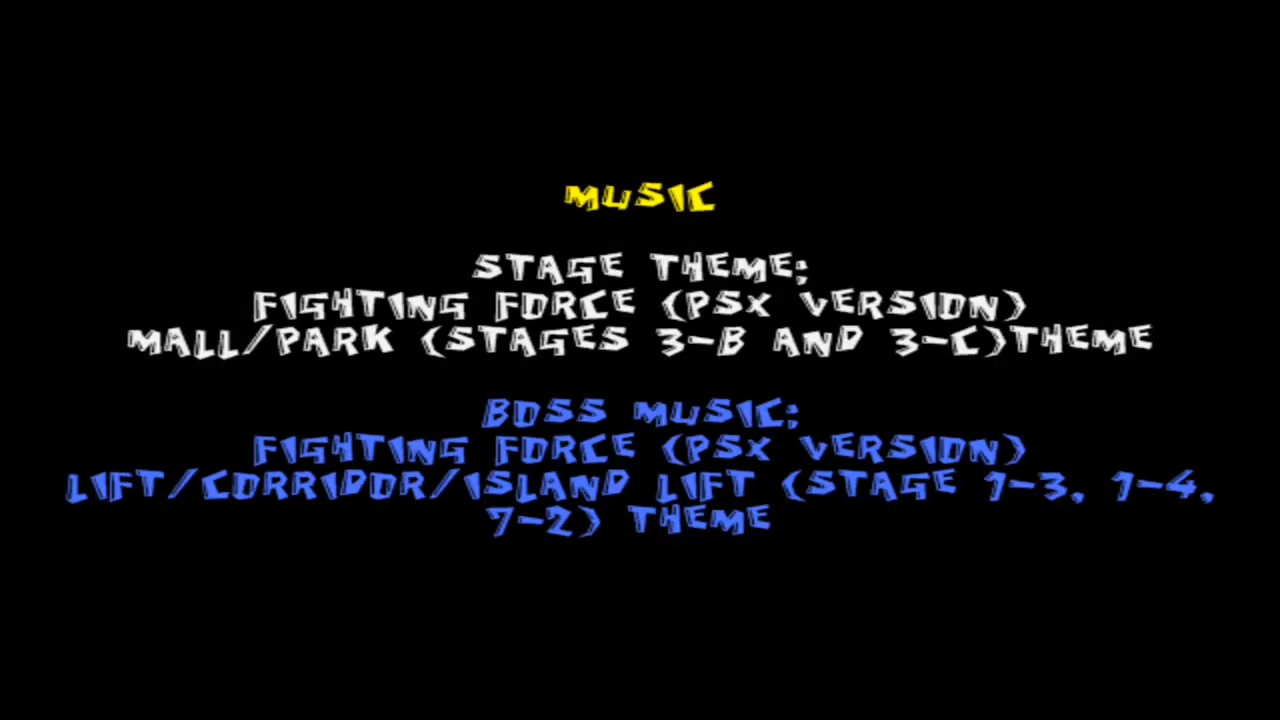 MUSIC
STAGE THEME:
FIGHTING FORCE (PSX VERSION)
MALL/PARK (STAGES 3-B AND 3-C)THEME
BOSS MUSIC:
FIGHTING FORCE (PSX VERSION)
LIFT/CORRIDOR/ISLAND LIFT (STAGE 1-3, 1-4,
7-2) THEME